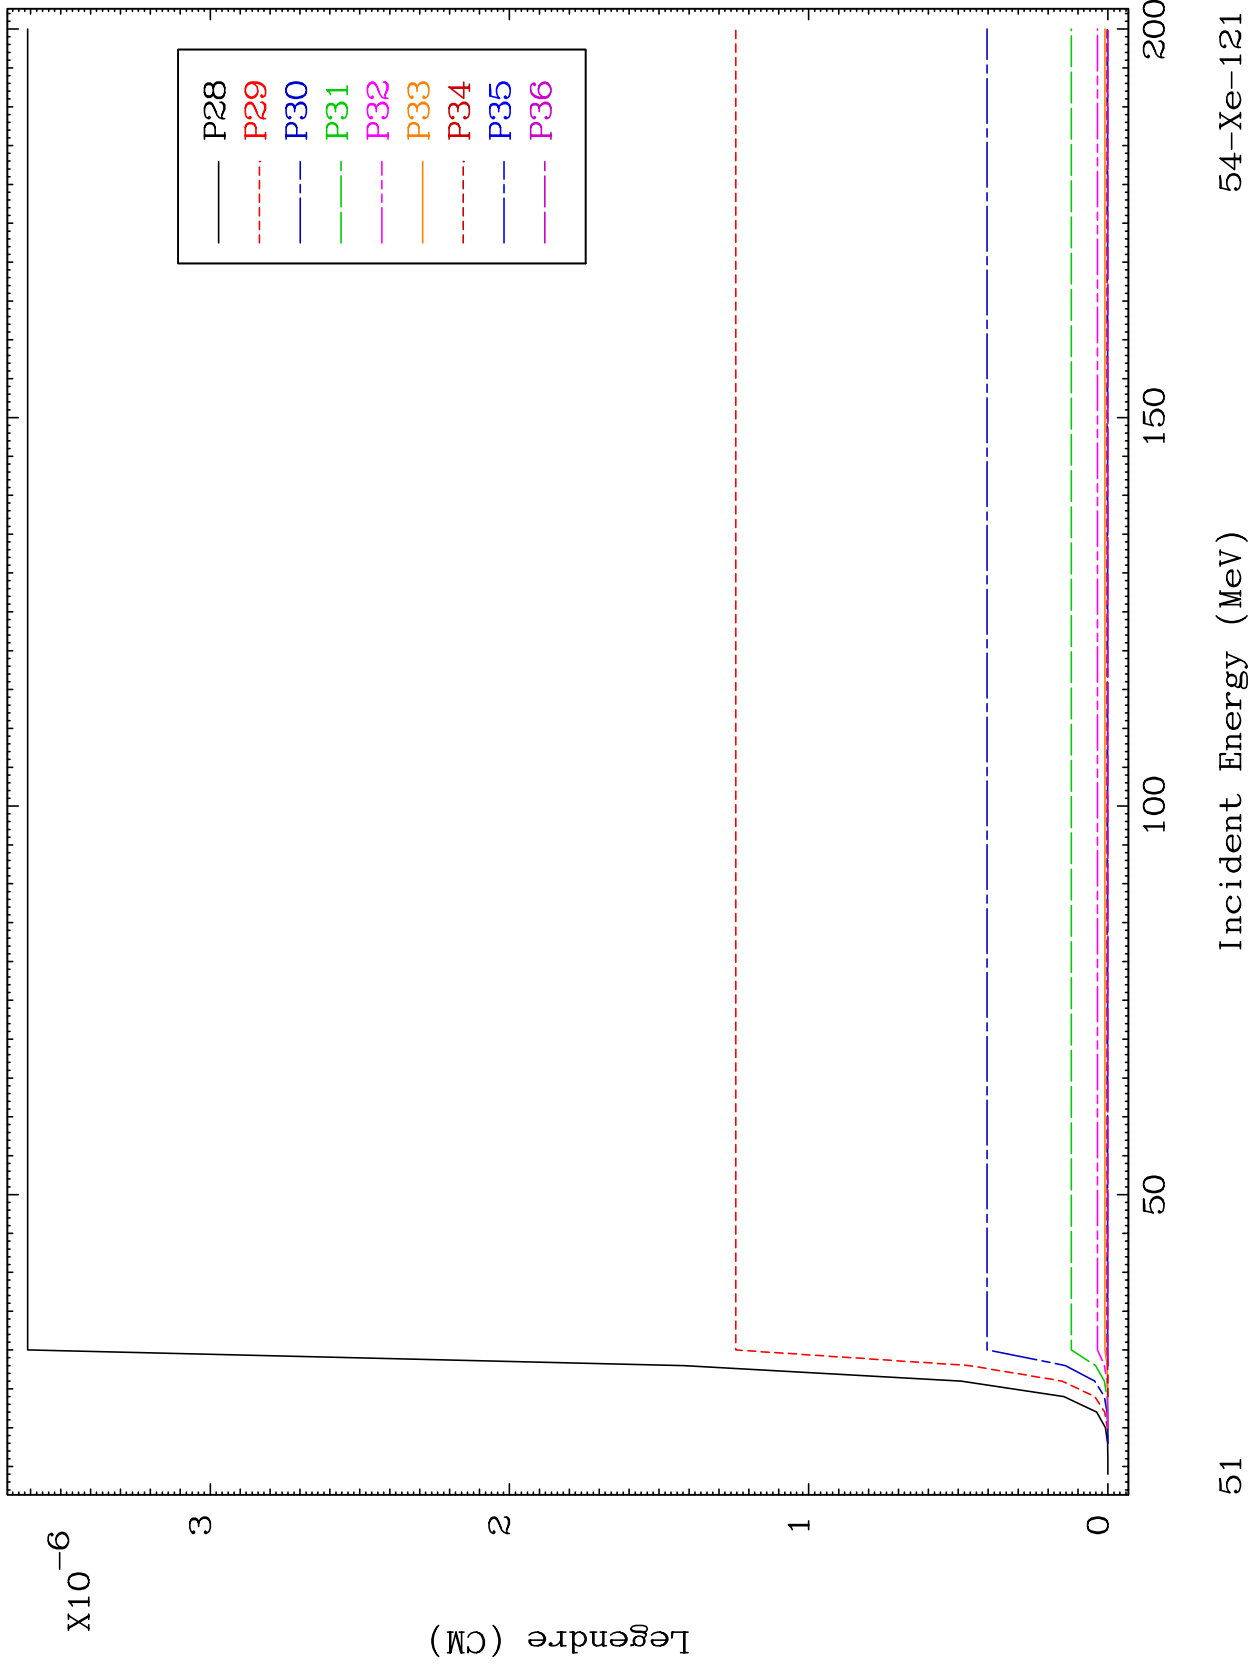 X10-6
3
2
1
0
Legendre (CM)
P28
P29
P30
P31
P32
P33
P34
P35
P36
50
100
150
200
Incident Energy (MeV)
51
54-Xe-121